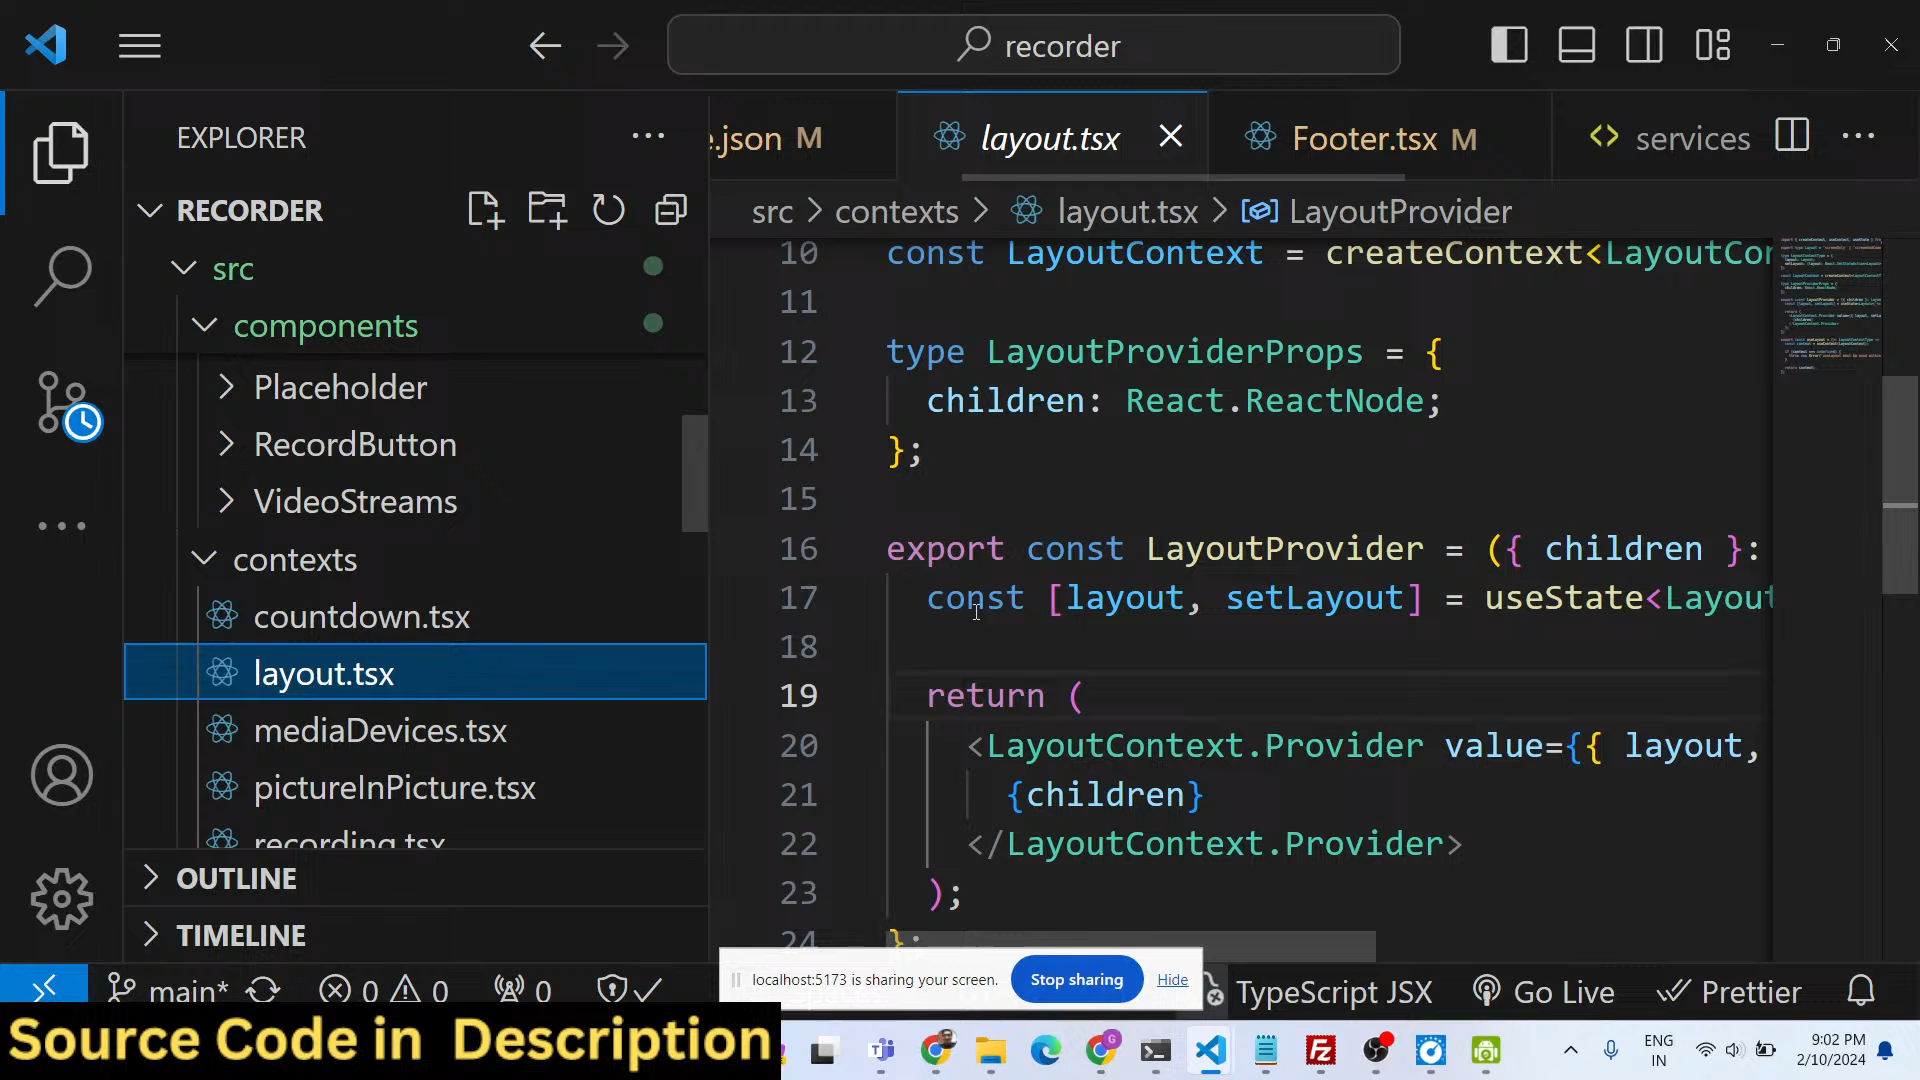 recorder
EXPLORER
e.json M
layout.tsx
Footer.tsx M
services
RECORDER
src > contexts > layout.tsx > LayoutProvider
src
components
Placeholder
RecordButton
VideoStreams
contexts
countdown.tsx
layout.tsx
mediaDevices.tsx
pictureInPicture.tsx
recording.tsx
OUTLINE
TIMELINE
10 const LayoutContext = createContext<LayoutCon
11
12 type LayoutProviderProps = {
13 children: React.ReactNode;
14 };
15
16 export const LayoutProvider = ({ children }:
17 const [layout, setLayout] = useState<Layout
18
19 return (
20 <LayoutContext.Provider value={{ layout,
21 {children}
22 </LayoutContext.Provider>
23 );
24 };
localhost:5173 is sharing your screen. Stop sharing Hide
main* 0 0 0
TypeScript JSX Go Live Prettier
Source Code in Description
ENG
IN
9:02 PM
2/10/2024